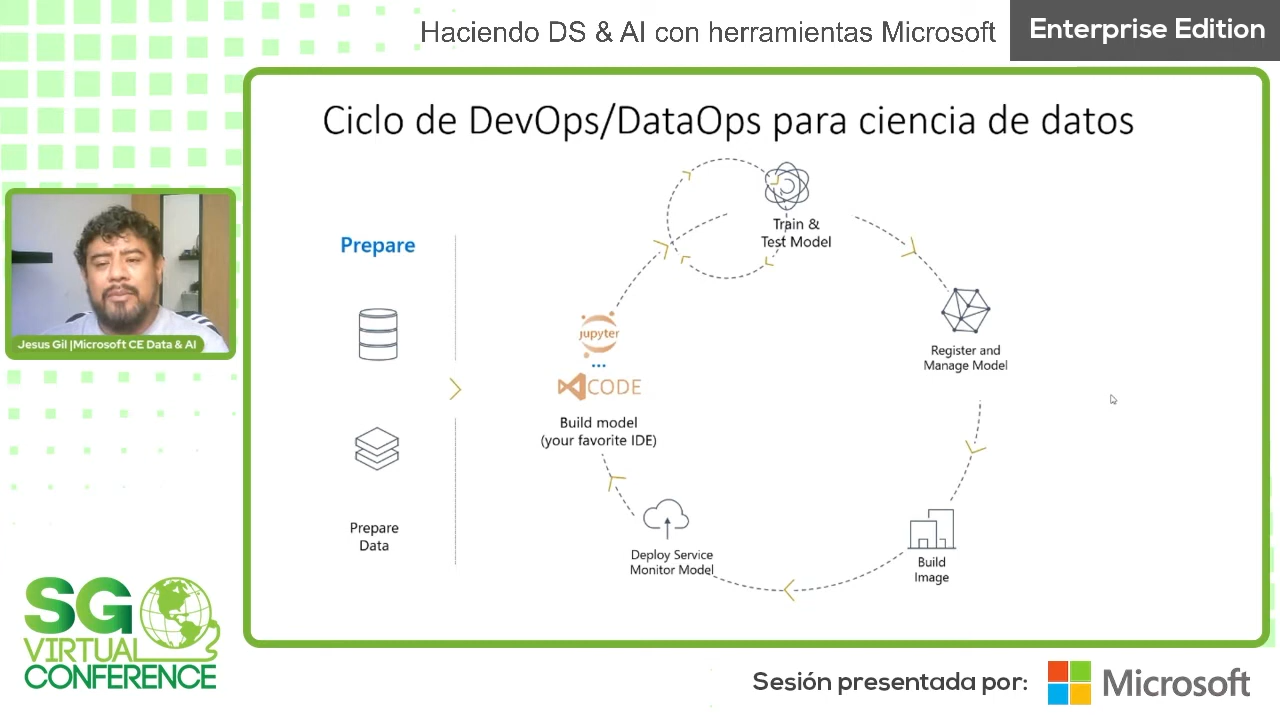 Haciendo DS & AI con herramientas Microsoft
Enterprise Edition
Ciclo de DevOps/DataOps para ciencia de datos
Prepare
Prepare
Data
Train &
Test Model
Register and
Manage Model
Build
Image
Deploy Service
Monitor Model
jupyter
...
CODE
Build model
(your favorite IDE)
Jesus Gil |Microsoft CE Data & AI
SG
VIRTUAL
CONFERENCE
Sesión presentada por:
Microsoft